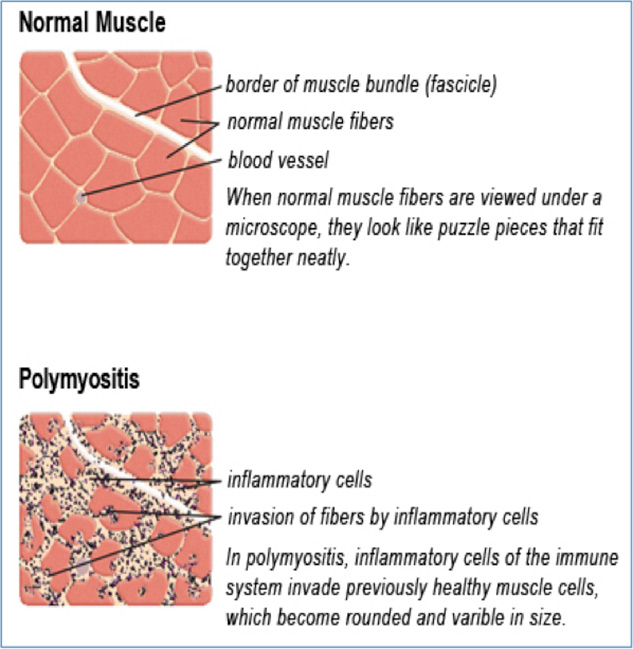 Normal Muscle
border of muscle bundle (fascicle)
normal muscle fibers
blood vessel
When normal muscle fibers are viewed under a
microscope, they look like puzzle pieces that fit
together neatly.
Polymyositis
inflammatory cells
invasion of fibers by inflammatory cells
In polymyositis, inflammatory cells of the immune
system invade previously healthy muscle cells,
which become rounded and varible in size.